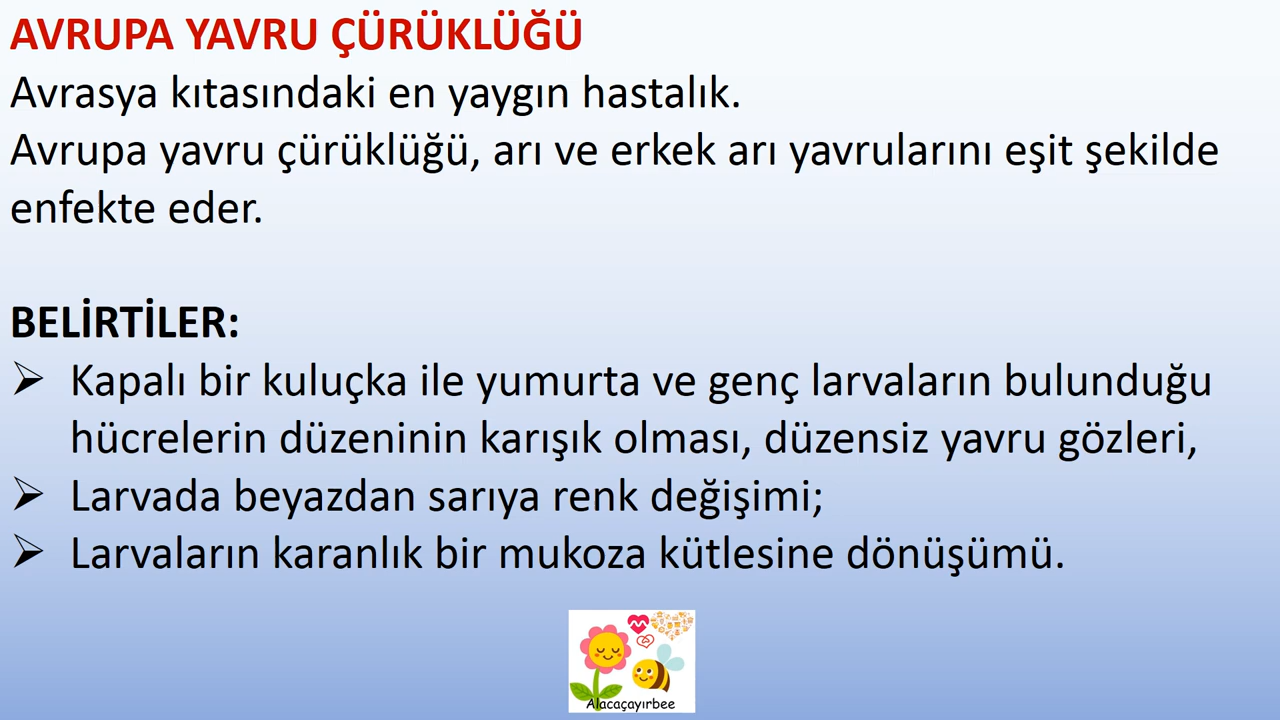 AVRUPA YAVRU ÇÜRÜKLÜĞÜ
Avrasya kıtasındaki en yaygın hastalık.
Avrupa yavru çürüklüğü, arı ve erkek arı yavrularını eşit şekilde
enfekte eder.
BELİRTİLER:
➢ Kapalı bir kuluçka ile yumurta ve genç larvaların bulunduğu
hücrelerin düzeninin karışık olması, düzensiz yavru gözleri,
➢ Larvada beyazdan sarıya renk değişimi;
➢ Larvaların karanlık bir mukoza kütlesine dönüşümü.
Alacaçayırbee